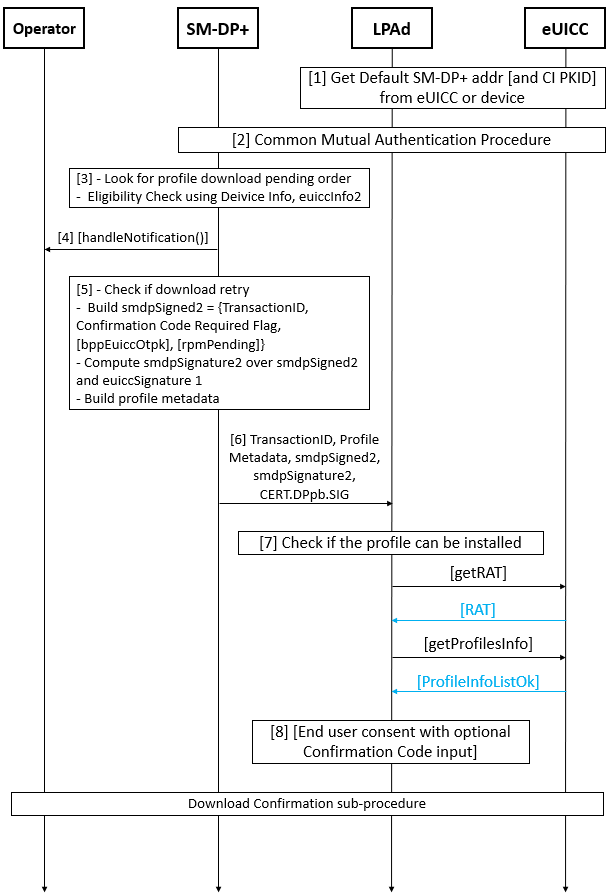 Operator
SM-DP+
LPAd
eUICC
[1] Get Default SM-DP+ addr [and CI PKID]
from eUICC or device
[2] Common Mutual Authentication Procedure
[3] - Look for profile download pending order
- Eligibility Check using Deivice Info, euiccInfo2
[4] [handleNotification()]
[5] - Check if download retry
- Build smdpSigned2 = {TransactionID,
Confirmation Code Required Flag,
[bppEuiccOtpk], [rpmPending]}
- Compute smdpSignature2 over smdpSigned2
and euiccSignature 1
- Build profile metadata
[6] TransactionID, Profile
Metadata, smdpSigned2,
smdpSignature2,
CERT.DPpb.SIG
[7] Check if the profile can be installed
[getRAT]
[RAT]
[getProfilesInfo]
[ProfileInfoListOk]
[8] [End user consent with optional
Confirmation Code input]
Download Confirmation sub-procedure